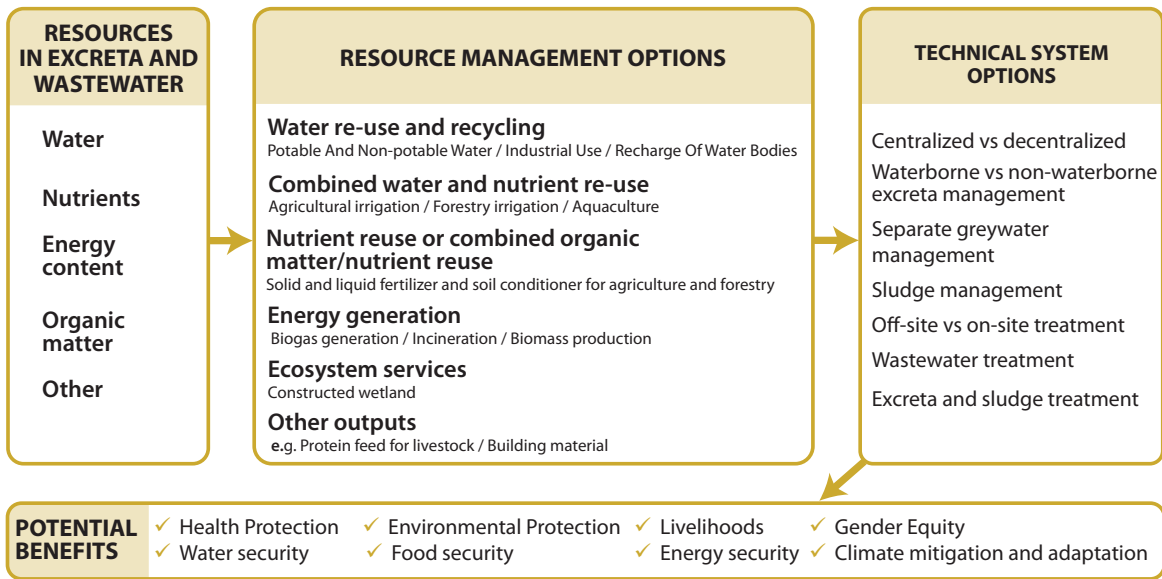 RESOURCES
IN EXCRETA AND
WASTEWATER
Water
Nutrients
Energy
content
Organic
matter
Other
RESOURCE MANAGEMENT OPTIONS
Water re-use and recycling
Potable And Non-potable Water / Industrial Use / Recharge Of Water Bodies
Combined water and nutrient re-use
Agricultural irrigation / Forestry irrigation / Aquaculture
Nutrient reuse or combined organic
matter/nutrient reuse
Solid and liquid fertilizer and soil conditioner for agriculture and forestry
Energy generation
Biogas generation / Incineration / Biomass production
Ecosystem services
Constructed wetland
Other outputs
e.g. Protein feed for livestock / Building material
TECHNICAL SYSTEM
OPTIONS
Centralized vs decentralized
Waterborne vs non-waterborne
excreta management
Separate greywater
management
Sludge management
Off-site vs on-site treatment
Wastewater treatment
Excreta and sludge treatment
POTENTIAL
BENEFITS
✓ Health Protection ✓ Environmental Protection ✓ Livelihoods ✓ Gender Equity
✓ Water security ✓ Food security ✓ Energy security ✓ Climate mitigation and adaptation